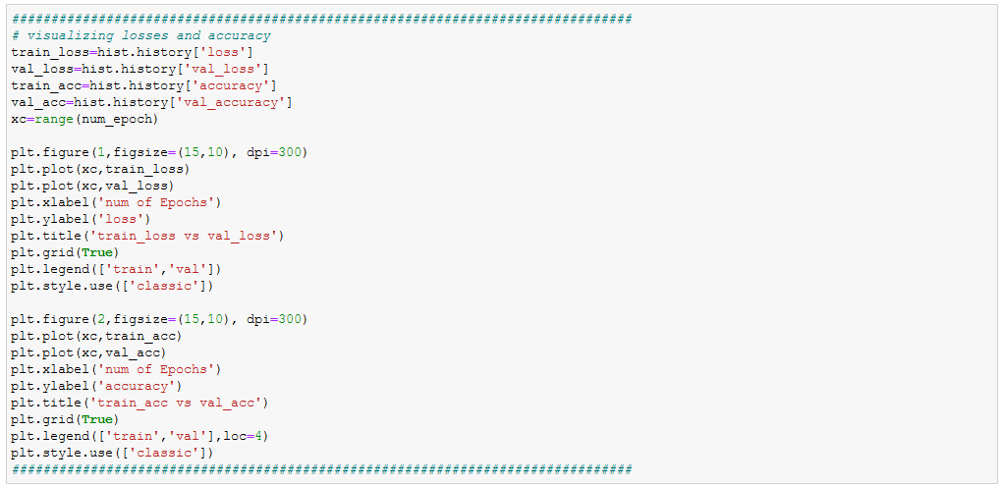 ###############################################################################
# visualizing losses and accuracy
train_loss=hist.history['loss']
val_loss=hist.history['val_loss']
train_acc=hist.history['accuracy']
val_acc=hist.history['val_accuracy']
xc=range(num_epoch)

plt.figure(1,figsize=(15,10), dpi=300)
plt.plot(xc,train_loss)
plt.plot(xc,val_loss)
plt.xlabel('num of Epochs')
plt.ylabel('loss')
plt.title('train_loss vs val_loss')
plt.grid(True)
plt.legend(['train','val'])
plt.style.use(['classic'])

plt.figure(2,figsize=(15,10), dpi=300)
plt.plot(xc,train_acc)
plt.plot(xc,val_acc)
plt.xlabel('num of Epochs')
plt.ylabel('accuracy')
plt.title('train_acc vs val_acc')
plt.grid(True)
plt.legend(['train','val'],loc=4)
plt.style.use(['classic'])
###############################################################################